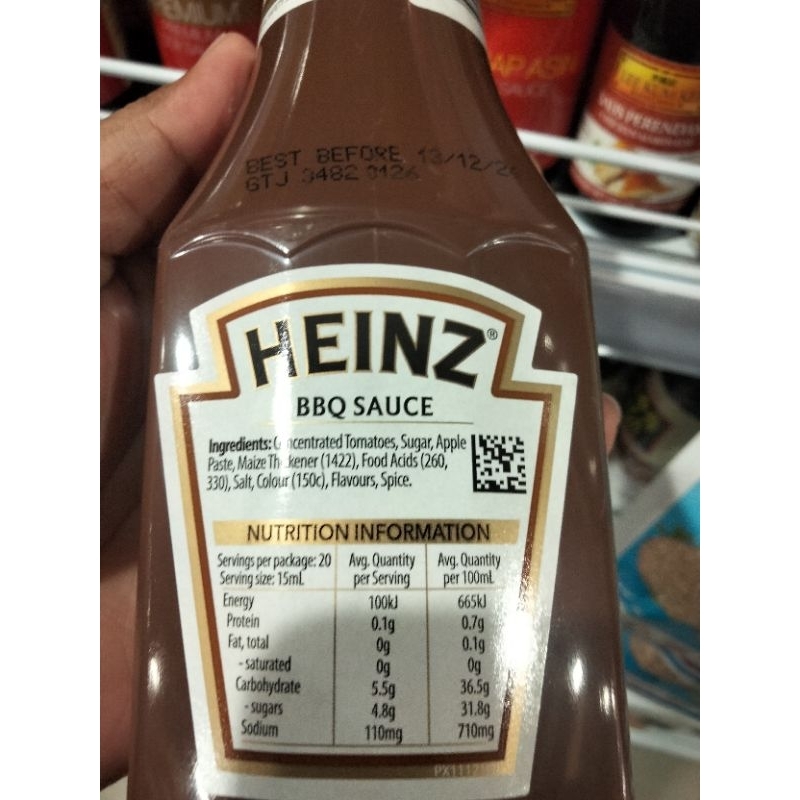 BEST BEFORE 13/12/
GTJ 3482 0126
HEINZ®
BBQ SAUCE
Ingredients: Concentrated Tomatoes, Sugar, Apple
Paste, Maize Thickener (1422), Food Acids (260,
330), Salt, Colour (150c), Flavours, Spice.
NUTRITION INFORMATION
Servings per package: 20
Serving size: 15mL
Avg. Quantity
per Serving
Avg. Quantity
per 100mL
Energy 100kJ 665kJ
Protein 0.1g 0.7g
Fat, total 0g 0.1g
- saturated 0g 0g
Carbohydrate 5.5g 36.5g
- sugars 4.8g 31.8g
Sodium 110mg 710mg